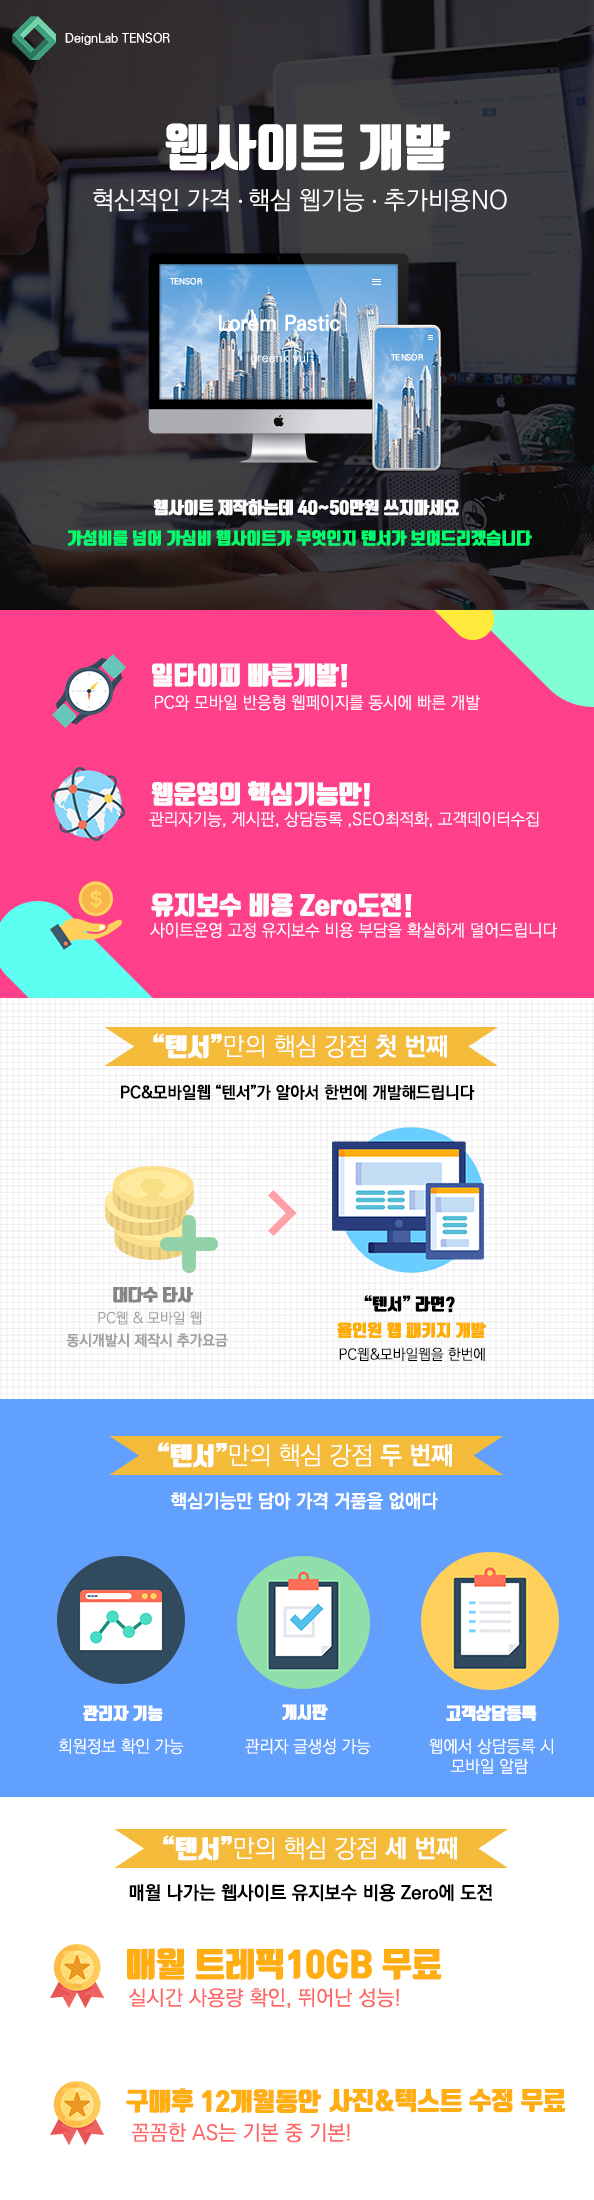 DeignLab TENSOR
웹사이트 개발
혁신적인 가격 · 핵심 웹기능 · 추가비용NO
TENSOR
Lorem Pastic
greenk yul
TENSOR
웹사이트 제작하는데 40~50만원 쓰지마세요
가성비를 넘어 가심비 웹사이트가 무엇인지 텐서가 보여드리겠습니다
일타이피 빠른개발!
PC와 모바일 반응형 웹페이지를 동시에 빠른 개발
웹운영의 핵심기능만!
관리자기능, 게시판, 상담등록 ,SEO최적화, 고객데이터수집
유지보수 비용 Zero도전!
사이트운영 고정 유지보수 비용 부담을 확실하게 덜어드립니다
“텐서”만의 핵심 강점 첫 번째
PC&모바일웹 “텐서”가 알아서 한번에 개발해드립니다
대다수 타사
PC웹 & 모바일 웹
동시개발시 제작시 추가요금
“텐서” 라면?
올인원 웹 패키지 개발
PC웹&모바일웹을 한번에
“텐서”만의 핵심 강점 두 번째
핵심기능만 담아 가격 거품을 없애다
www
관리자 기능
회원정보 확인 가능
게시판
관리자 글생성 가능
고객상담등록
웹에서 상담등록 시
모바일 알람
“텐서”만의 핵심 강점 세 번째
매월 나가는 웹사이트 유지보수 비용 Zero에 도전
매월 트레픽10GB 무료
실시간 사용량 확인, 뛰어난 성능!
구매후 12개월동안 사진&텍스트 수정 무료
꼼꼼한 AS는 기본 중 기본!